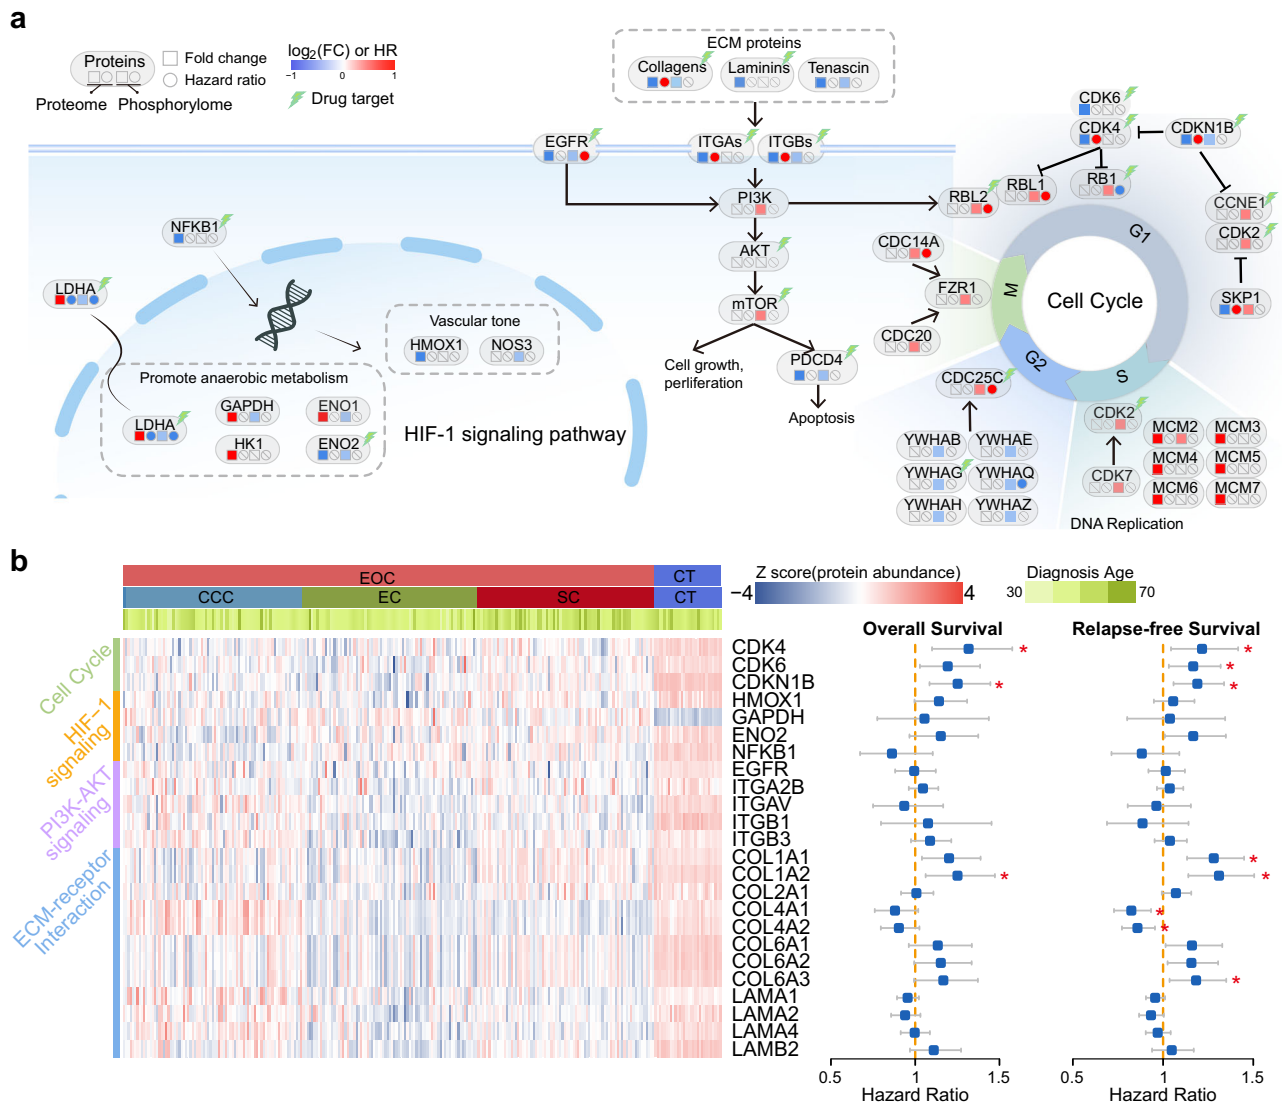 a
Proteins
Proteome Phosphorylome
Fold change
Hazard ratio
log2(FC) or HR
−1 0 1
Drug target
ECM proteins
Collagens Laminins Tenascin
EGFR ITGAs ITGBs
PI3K
AKT
mTOR
Cell growth,
perliferation
PDCD4
Apoptosis
NFKB1
LDHA
Vascular tone
HMOX1 NOS3
Promote anaerobic metabolism
LDHA GAPDH ENO1
HK1 ENO2
HIF-1 signaling pathway
CDK6
CDK4 CDKN1B
RBL2 RBL1 RB1
CCNE1
CDK2
SKP1
CDC14A
FZR1
CDC20
Cell Cycle
G1
M
G2
S
CDC25C
YWHAB YWHAE
YWHAG YWHAQ
YWHAH YWHAZ
CDK2
CDK7
MCM2 MCM3
MCM4 MCM5
MCM6 MCM7
DNA Replication
b
EOC CT
CCC EC SC CT
−4 Z score(protein abundance) 4
Diagnosis Age
30 70
Cell Cycle
HIF−1
signaling
PI3K-AKT
signaling
ECM-receptor
Interaction
CDK4
CDK6
CDKN1B
HMOX1
GAPDH
ENO2
NFKB1
EGFR
ITGA2B
ITGAV
ITGB1
ITGB3
COL1A1
COL1A2
COL2A1
COL4A1
COL4A2
COL6A1
COL6A2
COL6A3
LAMA1
LAMA2
LAMA4
LAMB2
Overall Survival
*
*
*
0.5 1 1.5
Hazard Ratio
Relapse-free Survival
*
*
*
*
*
*
*
*
0.5 1 1.5
Hazard Ratio